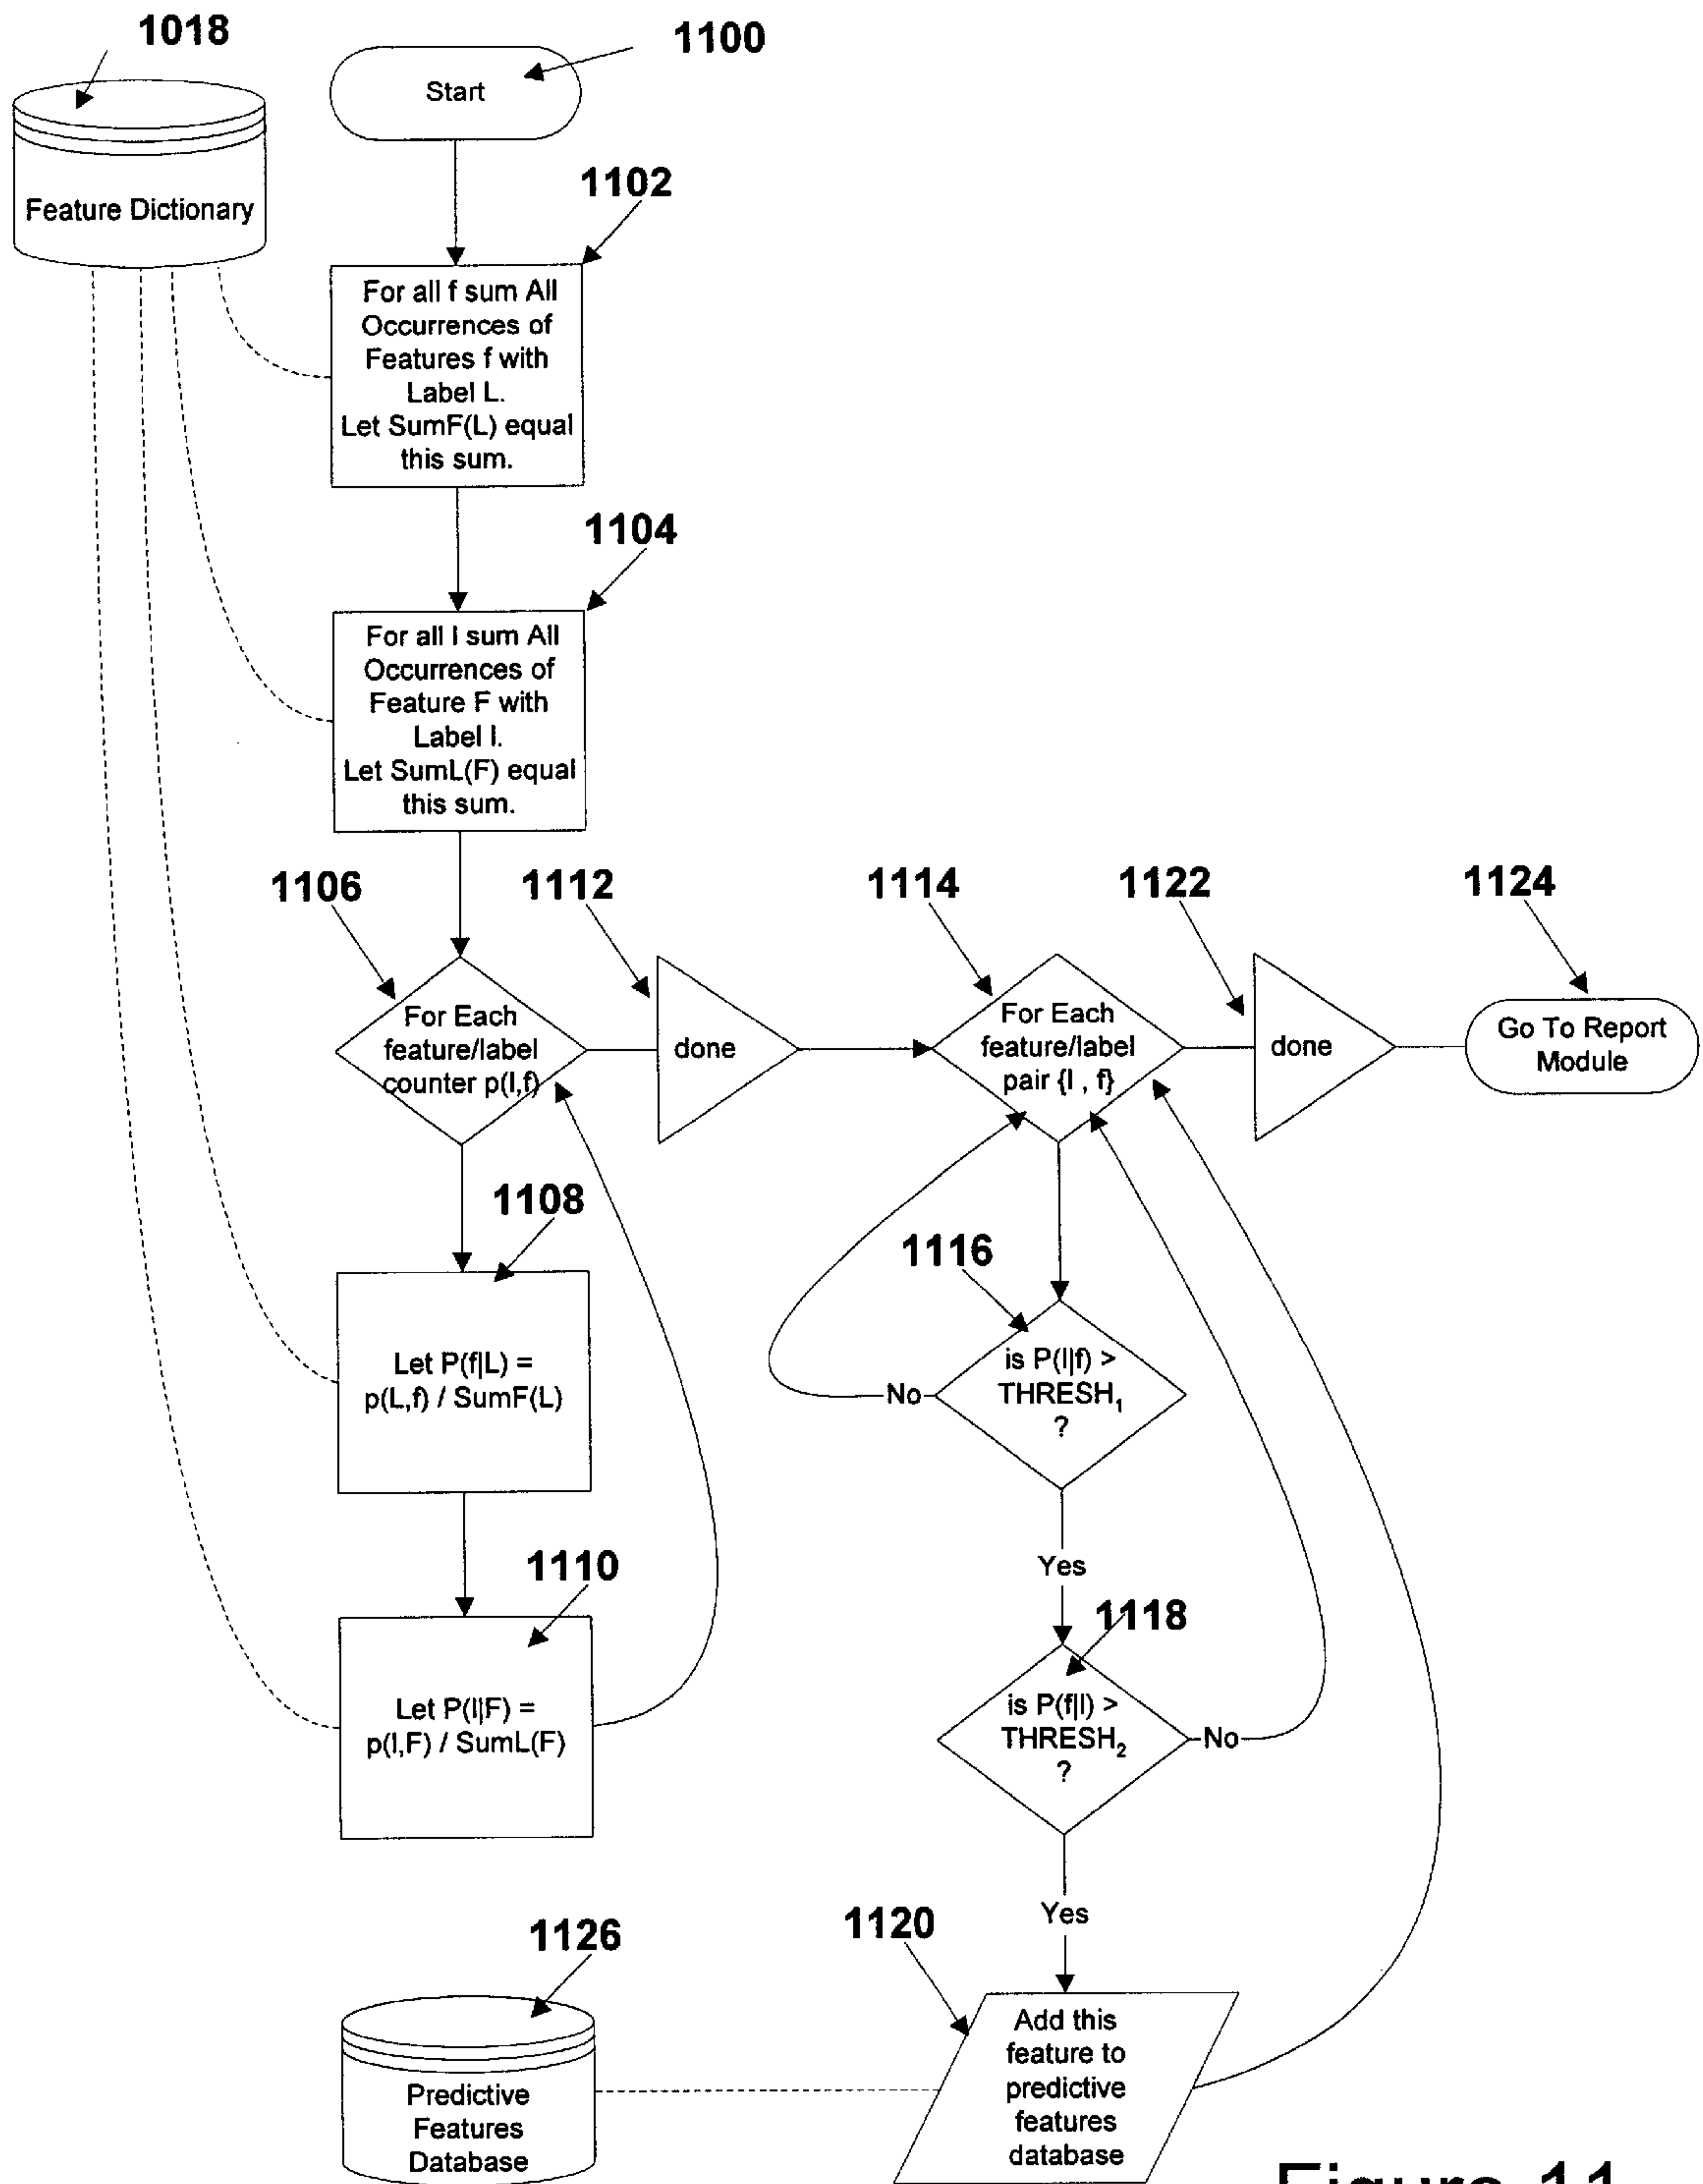 1018
1100
Start
Feature Dictionary
1102
For all f sum All
Occurrences of
Features f with
Label L.
Let SumF(L) equal
this sum.
1104
For all l sum All
Occurrences of
Feature F with
Label l.
Let SumL(F) equal
this sum.
1106
1112
1114
1122
1124
For Each
feature/label
counter p(l,f)
done
For Each
feature/label
pair {l , f}
done
Go To Report
Module
1108
Let P(f|L) =
p(L,f) / SumF(L)
1116
is P(l|f) >
THRESH₁
?
No
Yes
1110
Let P(l|F) =
p(l,F) / SumL(F)
1118
is P(f|l) >
THRESH₂
?
No
Yes
1126
Predictive
Features
Database
1120
Add this
feature to
predictive
features
database
Figure 11